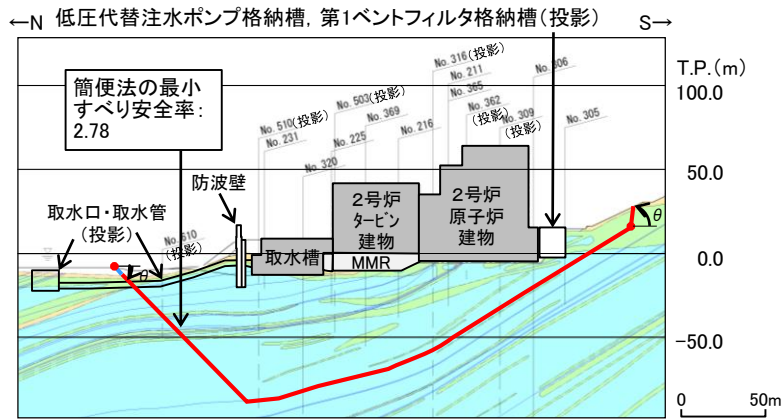 ←N 低圧代替注水ポンプ格納槽，第1ベントフィルタ格納槽(投影) S→
T.P.(m)
簡便法の最小
すべり安全率：
2.78
No. 510(投影)
No. 231
No. 320
No. 503(投影)
No. 225
No. 369
No. 216
No. 316(投影)
No. 211
No. 365
No. 362
(投影)
No. 309
(投影)
No. 305
100.0
50.0
0.0
-50.0
防波壁
取水口・取水管
(投影)
(投影)
θ
取水槽
2号炉
タービン
建物
MMR
2号炉
原子炉
建物
θ
0 50m